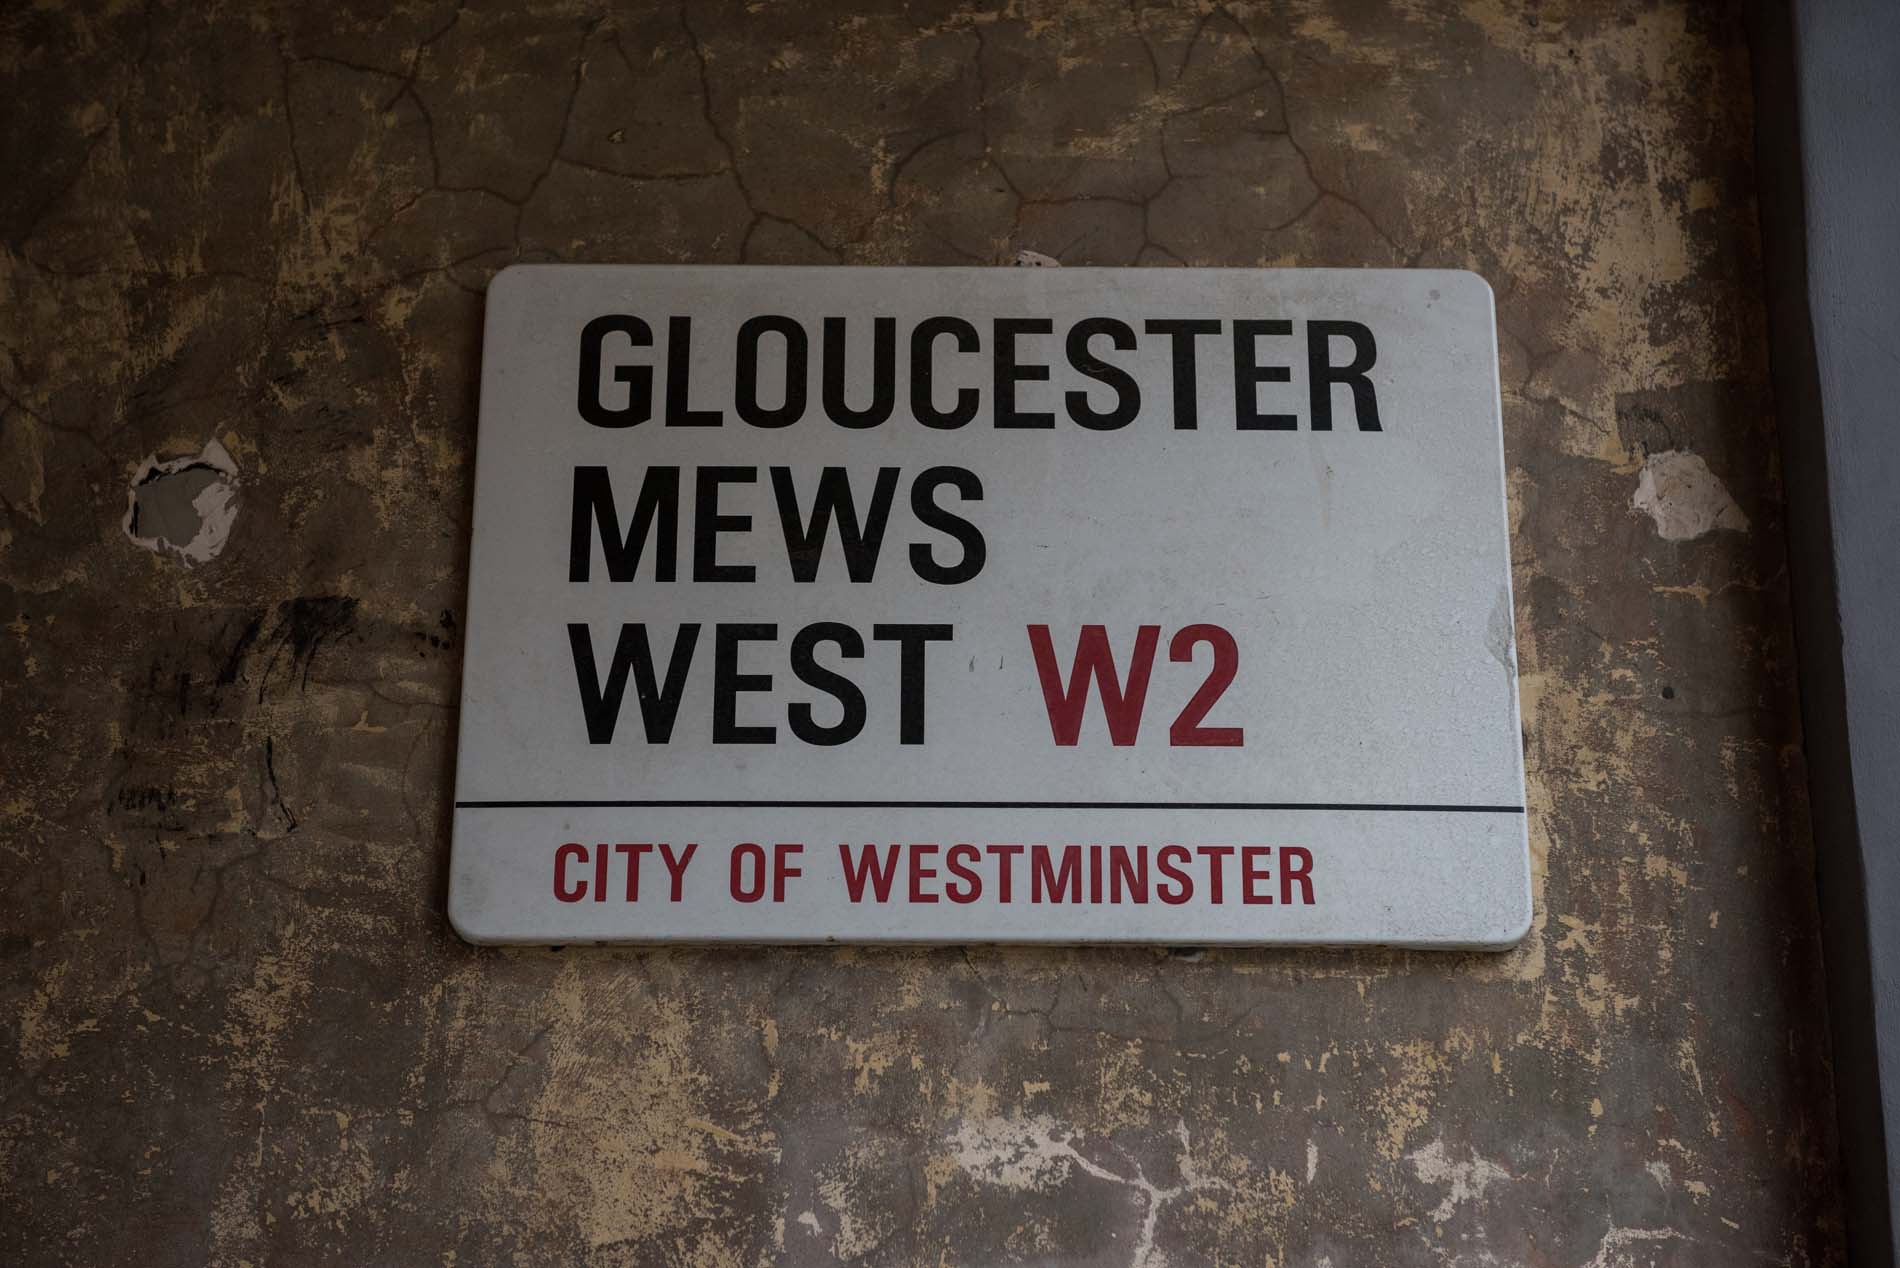 GLOUCESTER
MEWS
WEST W2
CITY OF WESTMINSTER